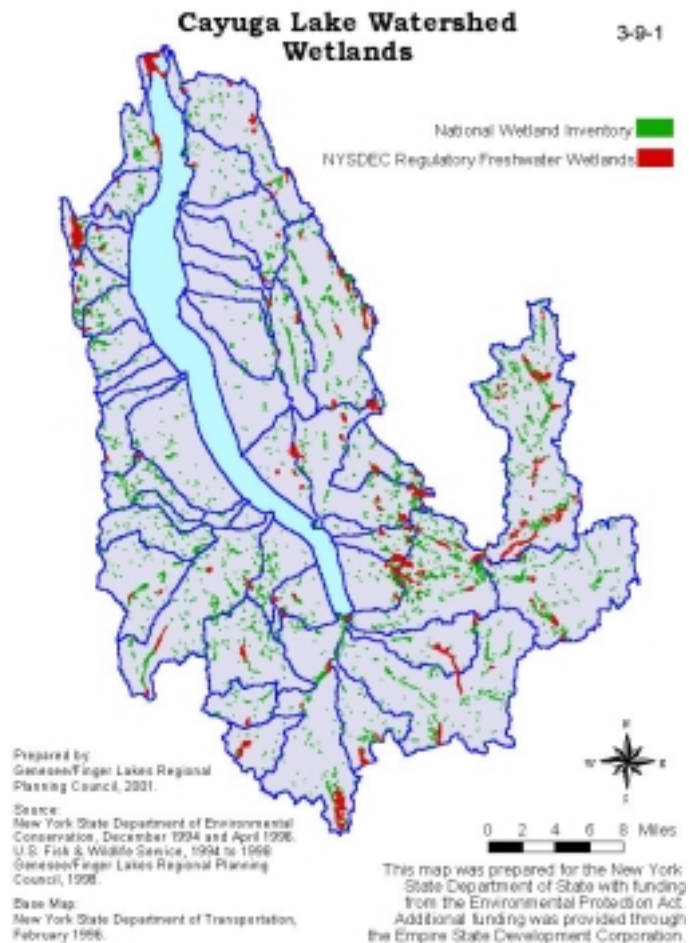 Cayuga Lake Watershed
Wetlands
3-9-1
National Wetland Inventory
NYSDEC Regulatory Freshwater Wetlands
N
W E
S
0 2 4 6 8 Miles
Prepared by:
Genesee/Finger Lakes Regional
Planning Council, 2001.
Source:
New York State Department of Environmental
Conservation, December 1994 and April 1996.
U.S. Fish & Wildlife Service, 1994 to 1998
Genesee/Finger Lakes Regional Planning
Council, 1998.
Base Map:
New York State Department of Transportation,
February 1996.
This map was prepared for the New York
State Department of State with funding
from the Environmental Protection Act.
Additional funding was provided through
the Empire State Development Corporation.